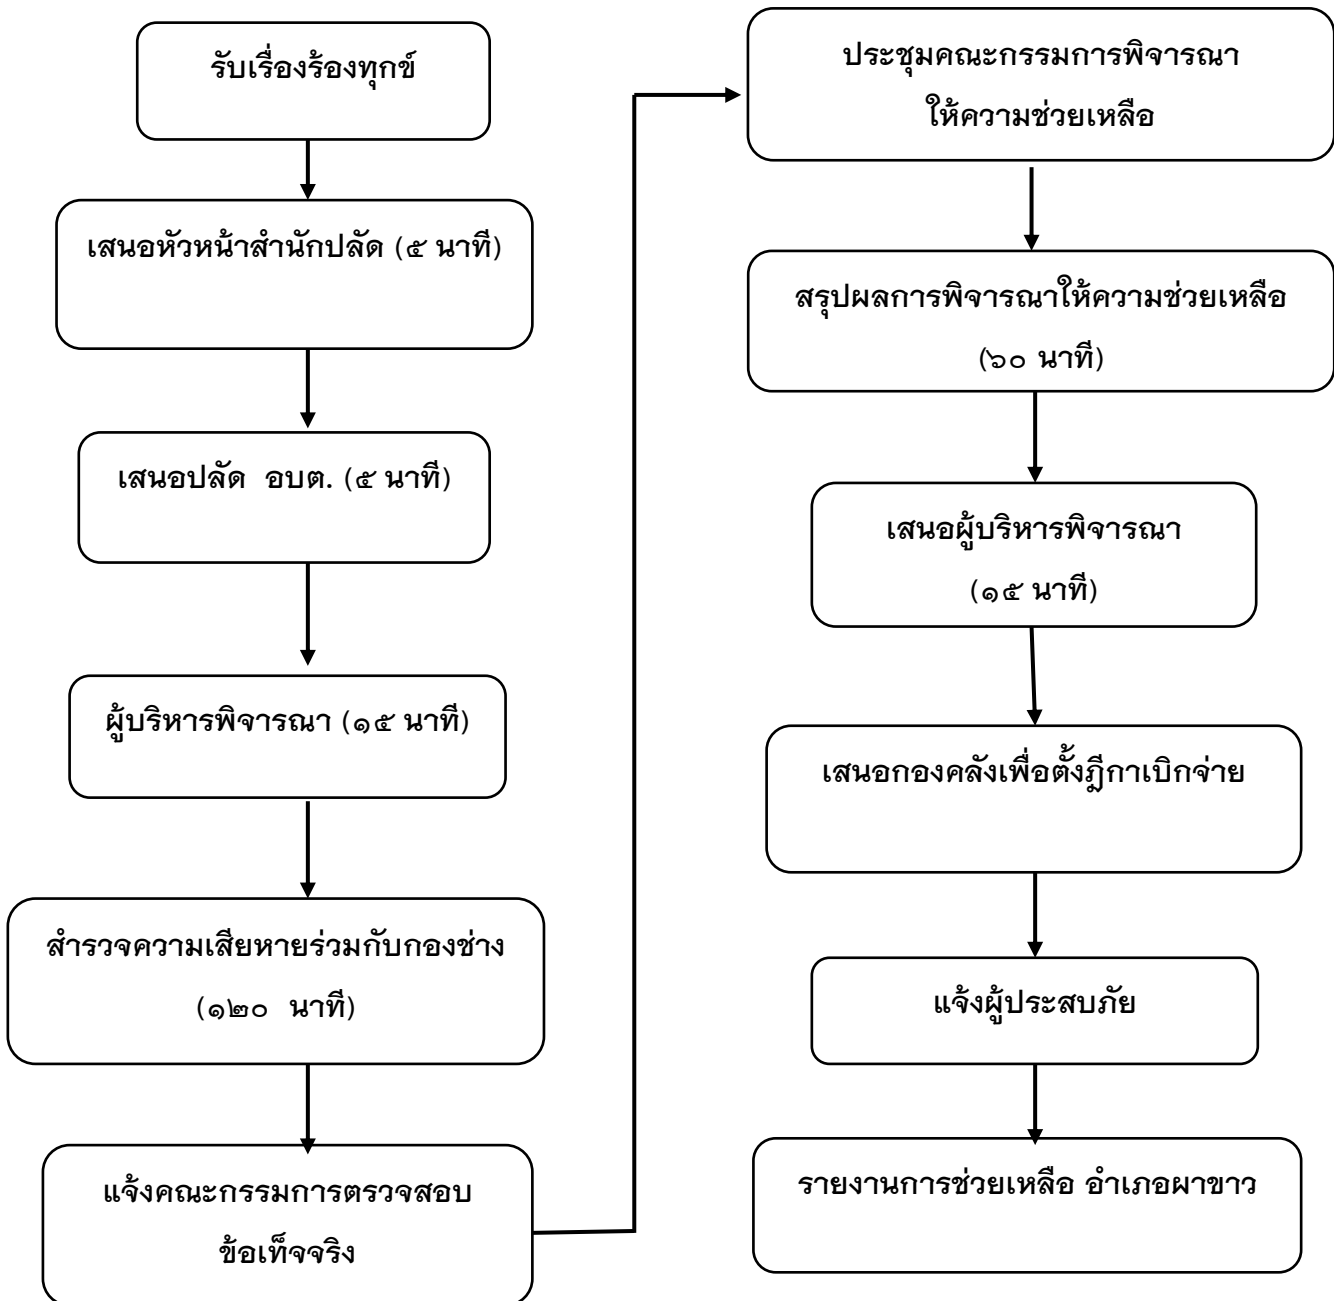 รับเรื่องร้องทุกข์
เสนอหัวหน้าสำนักปลัด (๕ นาที)
เสนอปลัด  อบต. (๕ นาที)
ผู้บริหารพิจารณา (๑๕ นาที)
สำรวจความเสียหายร่วมกับกองช่าง
(๑๒๐  นาที)
แจ้งคณะกรรมการตรวจสอบ
ข้อเท็จจริง
ประชุมคณะกรรมการพิจารณา
ให้ความช่วยเหลือ
สรุปผลการพิจารณาให้ความช่วยเหลือ
(๖๐ นาที)
เสนอผู้บริหารพิจารณา
(๑๕ นาที)
เสนอกองคลังเพื่อตั้งฎีกาเบิกจ่าย
แจ้งผู้ประสบภัย
รายงานการช่วยเหลือ อำเภอผาขาว